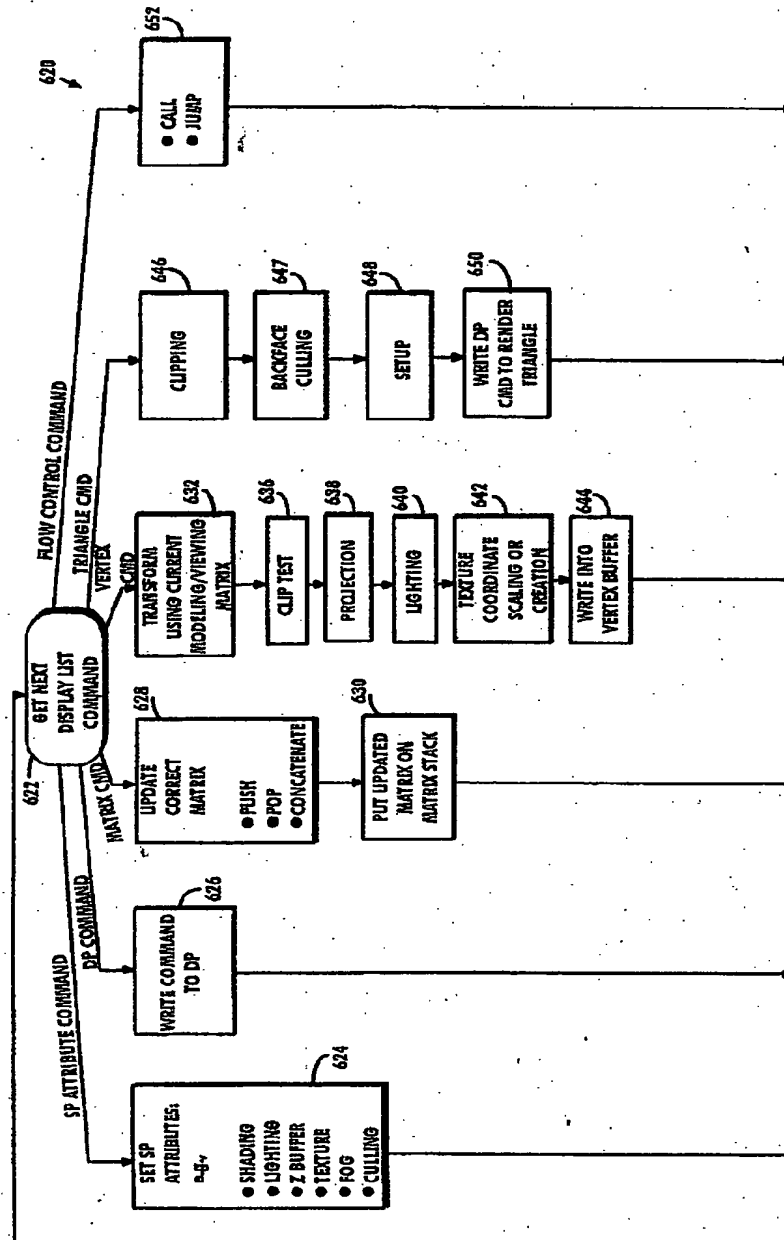 620
GET NEXT
DISPLAY LIST
COMMAND
622
SP ATTRIBUTE COMMAND
DP COMMAND
MATRIX CMD
VERTEX
CMD
TRIANGLE CMD
FLOW CONTROL COMMAND
SET SP
ATTRIBUTES:
● SHADING
● LIGHTING
● Z BUFFER
● TEXTURE
● FOG
● CULLING
624
WRITE COMMAND
TO DP
626
UPDATE
CORRECT
MATRIX
● PUSH
● POP
● CONCATENATE
628
PUT UPDATED
MATRIX ON
MATRIX STACK
630
TRANSFORM
USING CURRENT
MODELING/VIEWING
MATRIX
632
CLIP TEST
636
PROJECTION
638
LIGHTING
640
TEXTURE
COORDINATE
SCALING OR
CREATION
642
WRITE INTO
VERTEX BUFFER
644
CLIPPING
646
BACKFACE
CULLING
647
SETUP
648
WRITE DP
CMD TO RENDER
TRIANGLE
650
● CALL
● JUMP
652